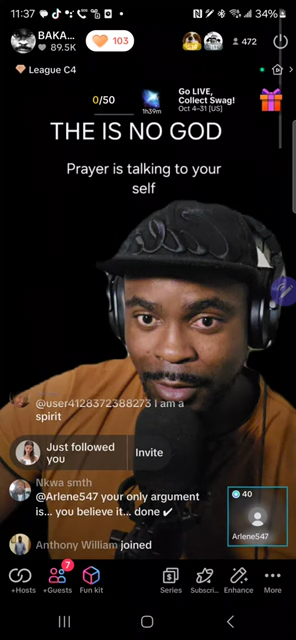 11:37
34%
BAKA...
89.5K
103
472
League C4
0/50
1h39m
Go LIVE,
Collect Swag!
Oct 4-31 [US]
THE IS NO GOD
Prayer is talking to your
self
@user4128372388273 I am a
spirit
Just followed
you
Invite
Nkwa smth
@Arlene547 your only argument
is... you believe it... done ✔
Anthony William joined
40
Arlene547
7
+Hosts
+Guests
Fun kit
Series
Subscri...
Enhance
More